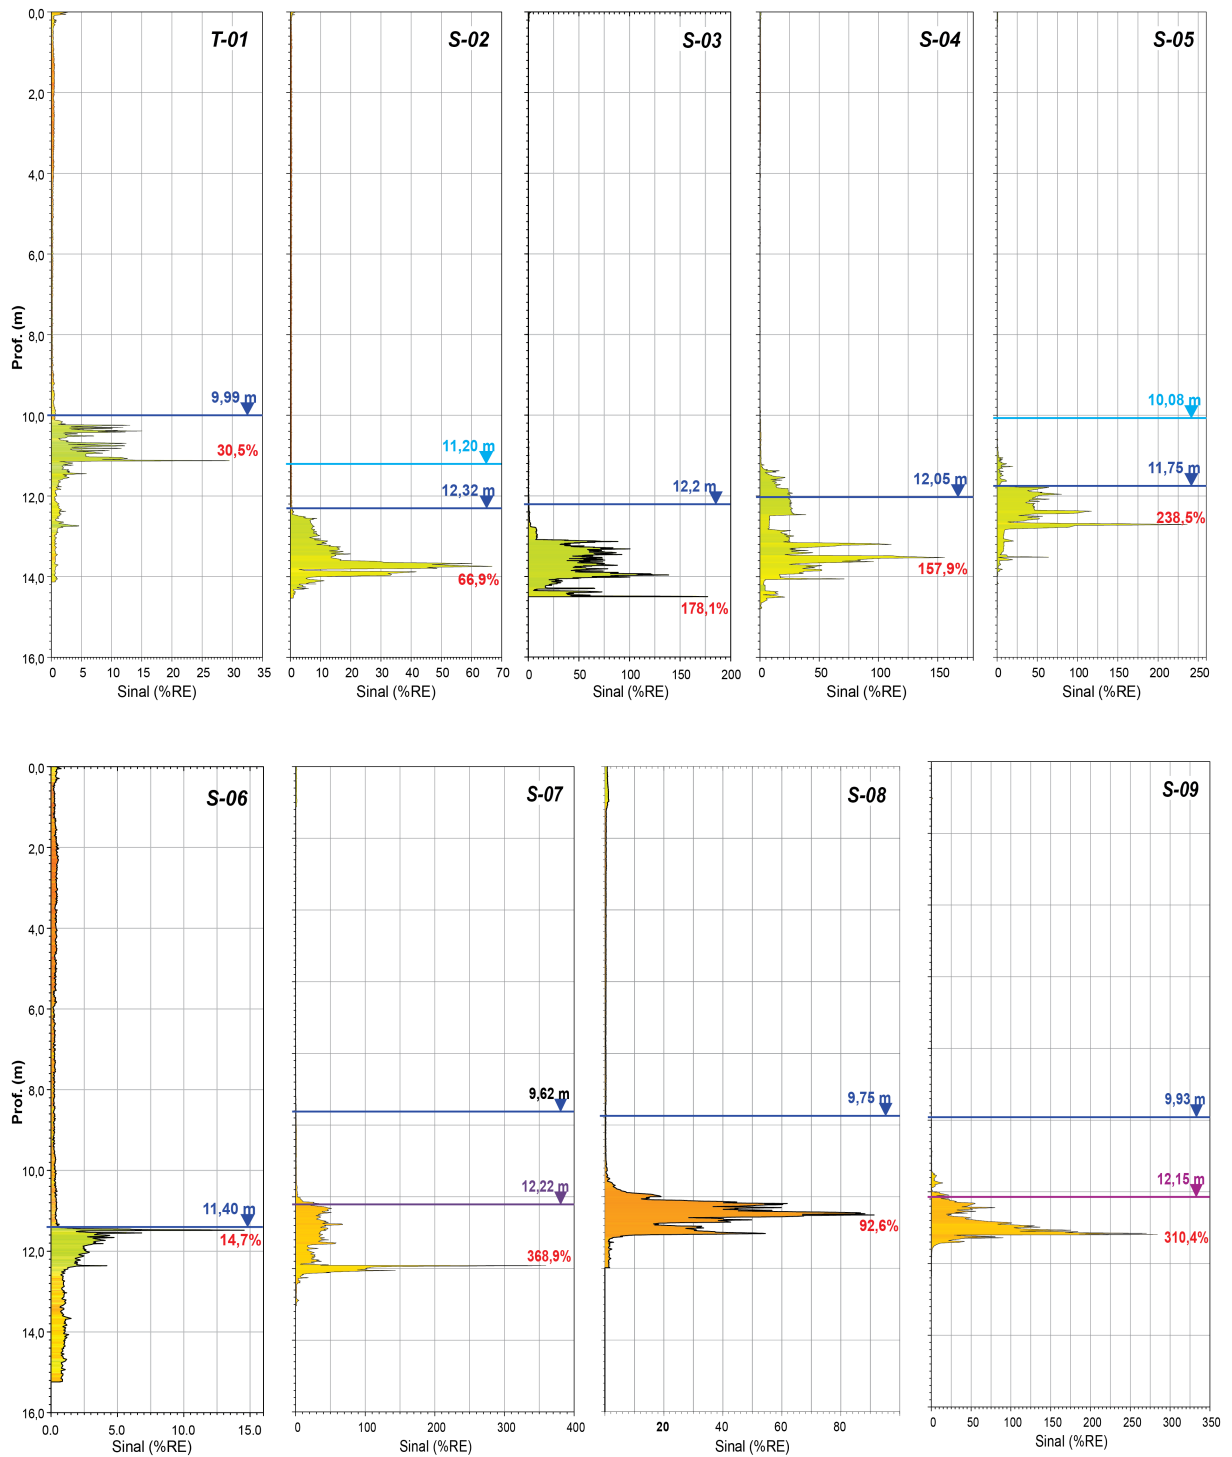 T-01
S-02
S-03
S-04
S-05
0,0
2,0
4,0
6,0
8,0
10,0
12,0
14,0
16,0
Prof. (m)
9,99 m
30,5%
11,20 m
12,32 m
66,9%
12,2 m
178,1%
12,05 m
157,9%
10,08 m
11,75 m
238,5%
0 5 10 15 20 25 30 35
0 10 20 30 40 50 60 70
0 50 100 150 200
0 50 100 150
0 50 100 150 200 250
Sinal (%RE)
Sinal (%RE)
Sinal (%RE)
Sinal (%RE)
Sinal (%RE)
S-06
S-07
S-08
S-09
0,0
2,0
4,0
6,0
8,0
10,0
12,0
14,0
16,0
Prof. (m)
11,40 m
14,7%
9,62 m
12,22 m
368,9%
9,75 m
92,6%
9,93 m
12,15 m
310,4%
0.0 5.0 10.0 15.0
0 100 200 300 400
20 40 60 80
0 50 100 150 200 250 300 350
Sinal (%RE)
Sinal (%RE)
Sinal (%RE)
Sinal (%RE)